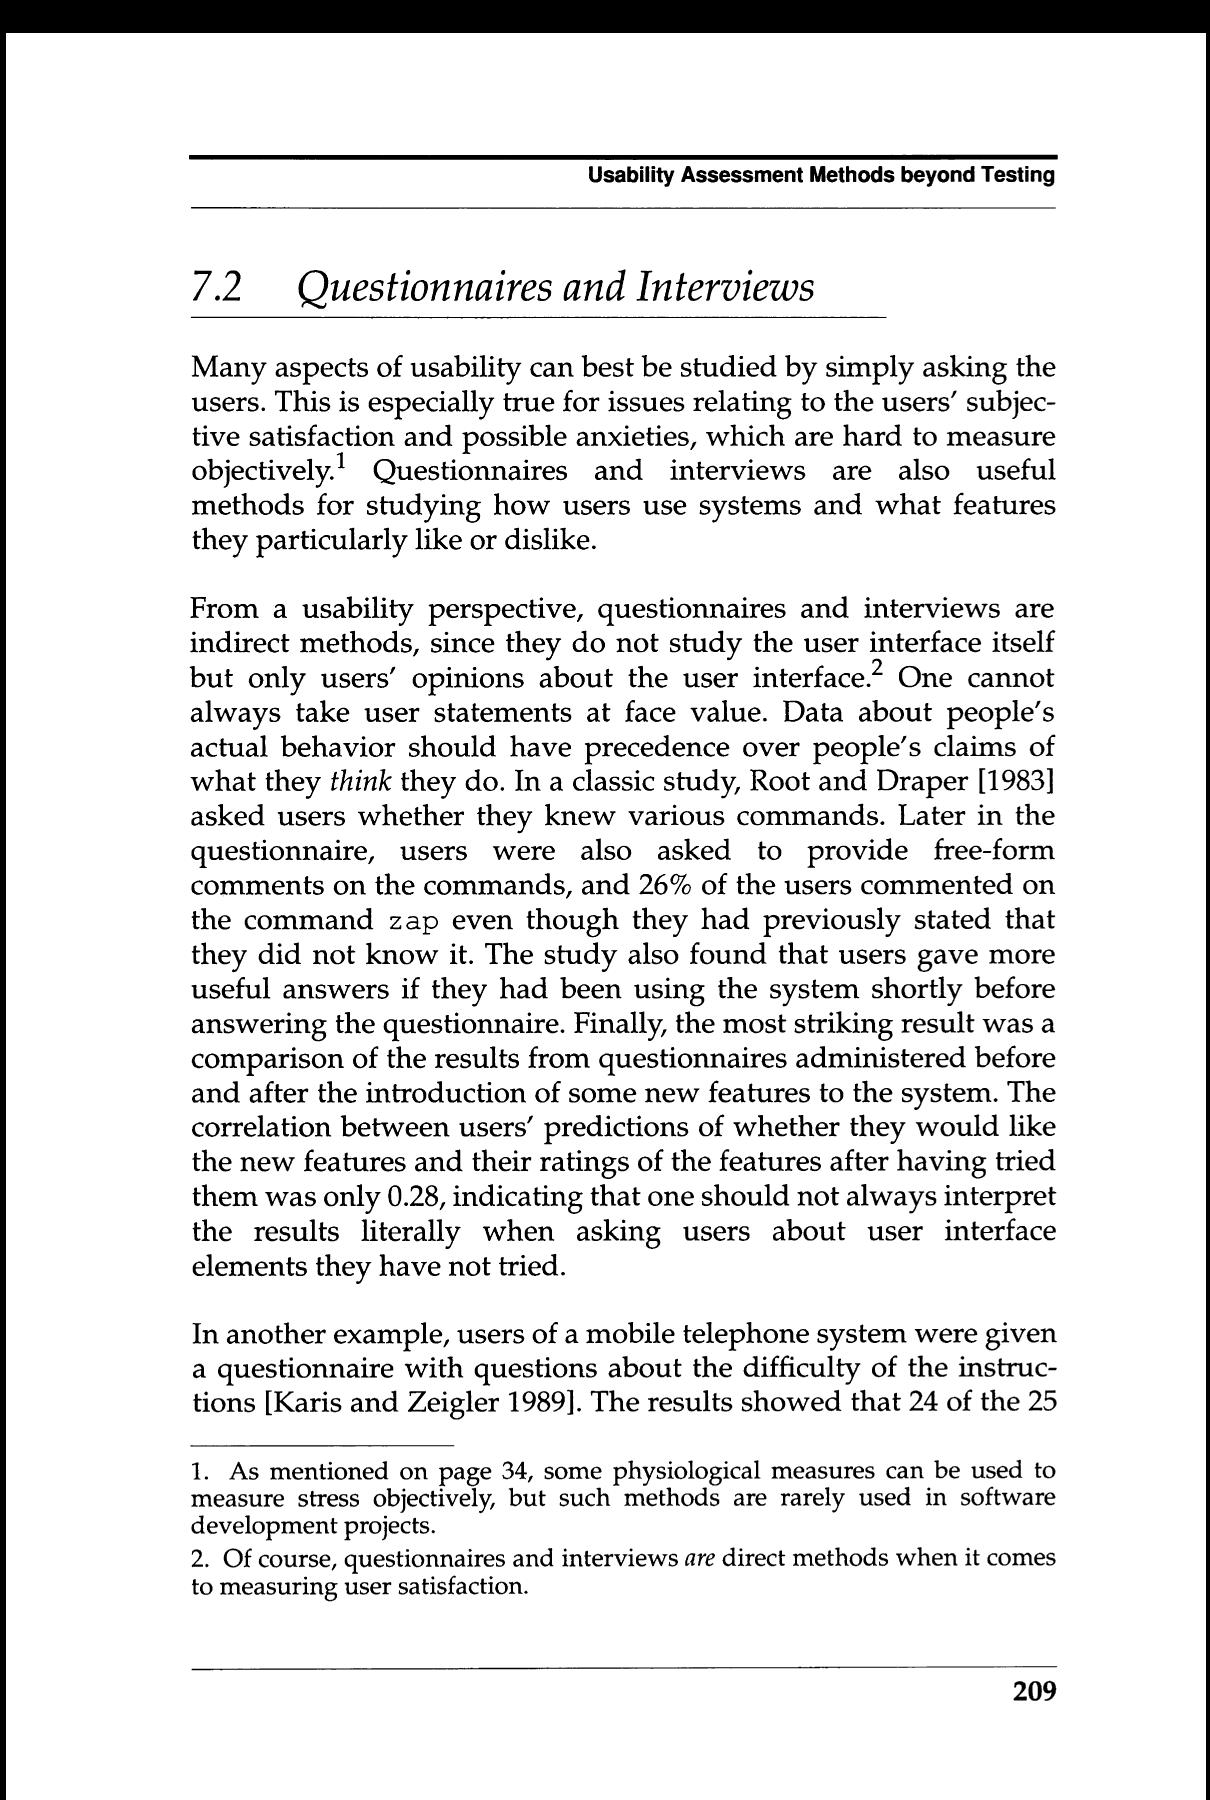 Usability Assessment Methods beyond Testing
7.2 Questionnaires and Interviews
Many aspects of usability can best be studied by simply asking the
users. This is especially true for issues relating to the users' subjec-
tive satisfaction and possible anxieties, which are hard to measure
objectively.1 Questionnaires and interviews are also useful
methods for studying how users use systems and what features
they particularly like or dislike.
From a usability perspective, questionnaires and interviews are
indirect methods, since they do not study the user interface itself
but only users' opinions about the user interface.2 One cannot
always take user statements at face value. Data about people's
actual behavior should have precedence over people's claims of
what they think they do. In a classic study, Root and Draper [1983]
asked users whether they knew various commands. Later in the
questionnaire, users were also asked to provide free-form
comments on the commands, and 26% of the users commented on
the command zap even though they had previously stated that
they did not know it. The study also found that users gave more
useful answers if they had been using the system shortly before
answering the questionnaire. Finally, the most striking result was a
comparison of the results from questionnaires administered before
and after the introduction of some new features to the system. The
correlation between users' predictions of whether they would like
the new features and their ratings of the features after having tried
them was only 0.28, indicating that one should not always interpret
the results literally when asking users about user interface
elements they have not tried.
In another example, users of a mobile telephone system were given
a questionnaire with questions about the difficulty of the instruc-
tions [Karis and Zeigler 1989]. The results showed that 24 of the 25
1. As mentioned on page 34, some physiological measures can be used to
measure stress objectively, but such methods are rarely used in software
development projects.
2. Of course, questionnaires and interviews are direct methods when it comes
to measuring user satisfaction.
209